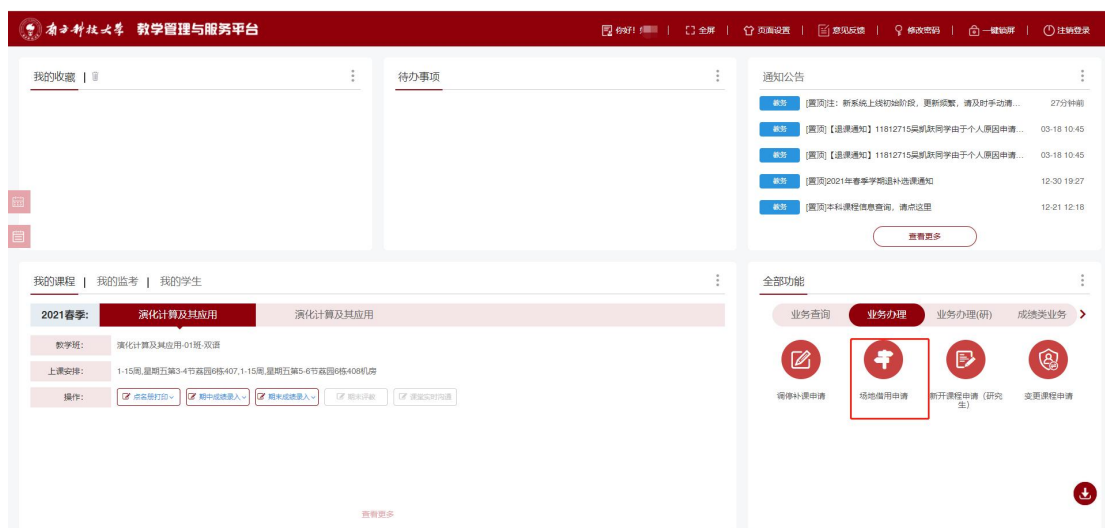 南方科技大学 教学管理与服务平台
你好! 全屏 | 页面设置 | 意见反馈 | 修改密码 | 一键锁屏 | 注销登录
我的收藏 |
待办事项
通知公告
教务 [置顶]注：新系统上线初始阶段，更新频繁，请及时手动清... 27分钟前
教务 [置顶]【退课通知】11812715吴凯跃同学由于个人原因申请... 03-18 10:45
教务 [置顶]【退课通知】11812715吴凯跃同学由于个人原因申请... 03-18 10:45
教务 [置顶]2021年春季学期退补选课通知 12-30 19:27
教务 [置顶]本科课程信息查询，请点这里 12-21 12:18
查看更多
我的课程 | 我的监考 | 我的学生
2021春季: 演化计算及其应用 演化计算及其应用
教学班: 演化计算及其应用-01班-双语
上课安排: 1-15周,星期五第3-4节荔园6栋407,1-15周,星期五第5-6节荔园6栋408机房
操作: 点名册打印 期中成绩录入 期末成绩录入 期末评教 课堂实时沟通
查看更多
全部功能
业务查询 业务办理 业务办理(研) 成绩类业务
调停补课申请
场地借用申请
新开课程申请（研究
生）
变更课程申请